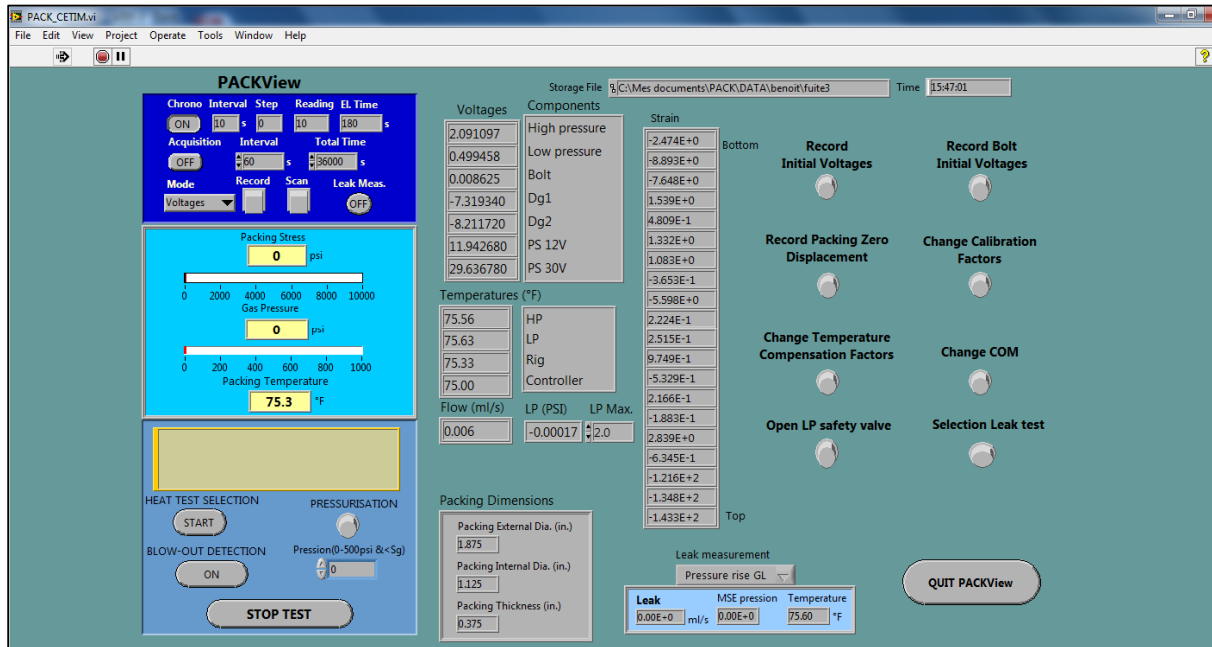 PACK_CETIM.vi
File Edit View Project Operate Tools Window Help
PACKView
Storage File C:\Mes documents\PACK\DATA\benoit\fuite3 Time 15:47:01
Chrono Interval Step Reading EL Time
ON 10 s 0 10 180 s
Acquisition Interval Total Time
OFF 60 s 36000 s
Mode Record Scan Leak Meas.
Voltages OFF
Packing Stress
0 psi
0 2000 4000 6000 8000 10000
Gas Pressure
0 psi
0 200 400 600 800 1000
Packing Temperature
75.3 °F
HEAT TEST SELECTION PRESSURISATION
START
BLOW-OUT DETECTION Pression(0-500psi &<Sg)
ON 0
STOP TEST
Voltages Components
2.091097 High pressure
0.499458 Low pressure
0.008625 Bolt
-7.319340 Dg1
-8.211720 Dg2
11.942680 PS 12V
29.636780 PS 30V
Temperatures (°F)
75.56 HP
75.63 LP
75.33 Rig
75.00 Controller
Flow (ml/s) LP (PSI) LP Max.
0.006 -0.00017 2.0
Packing Dimensions
Packing External Dia. (in.)
1.875
Packing Internal Dia. (in.)
1.125
Packing Thickness (in.)
0.375
Strain
-2.474E+0 Bottom
-8.893E+0
-7.648E+0
1.539E+0
4.809E-1
1.332E+0
1.083E+0
-3.653E-1
-5.598E+0
2.224E-1
2.515E-1
9.749E-1
-5.329E-1
2.166E-1
-1.883E-1
2.839E+0
-6.345E-1
-1.216E+2
-1.348E+2
-1.433E+2 Top
Leak measurement
Pressure rise GL
Leak MSE pression Temperature
0.00E+0 ml/s 0.00E+0 75.60 °F
Record
Initial Voltages
Record Bolt
Initial Voltages
Record Packing Zero
Displacement
Change Calibration
Factors
Change Temperature
Compensation Factors
Change COM
Open LP safety valve
Selection Leak test
QUIT PACKView